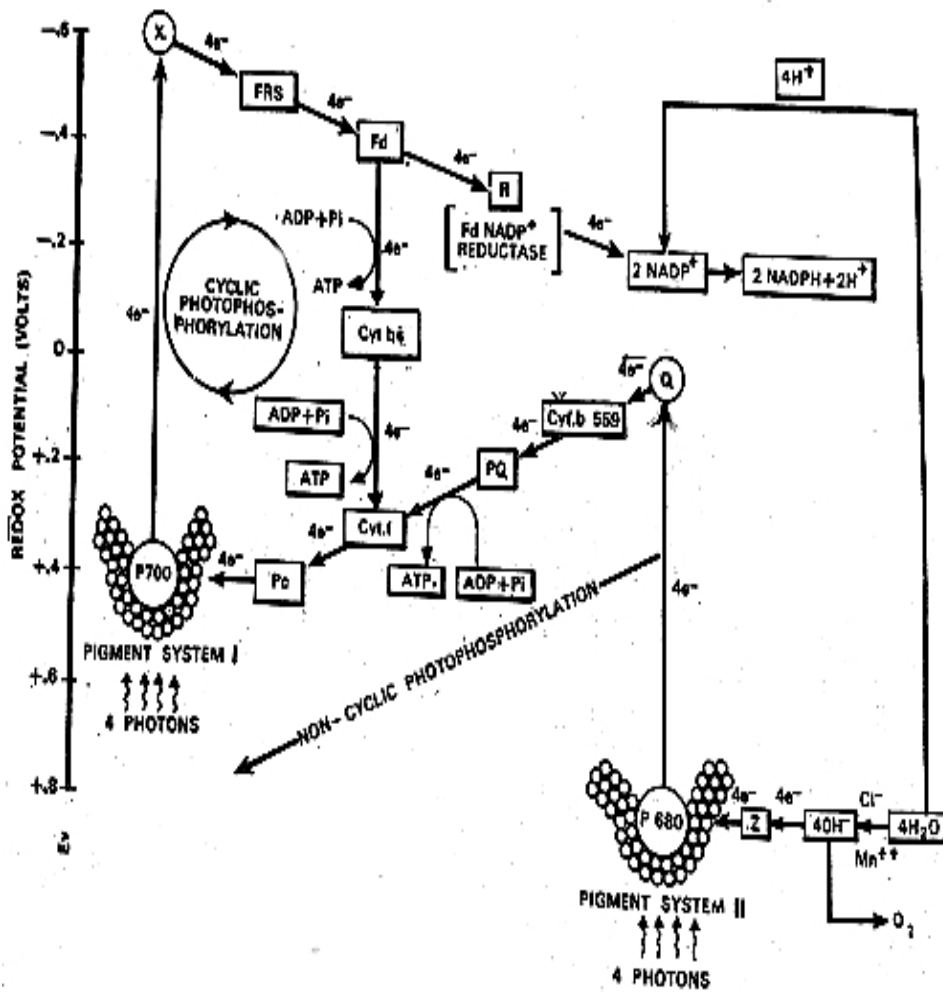 -.6
X
4e-
FRS
4e-
Fd
-.4
4e-
R
4H+
ADP+Pi
4e-
ATP
[Fd NADP+
REDUCTASE]
4e-
2 NADP+
2 NADPH+2H+
-.2
CYCLIC
PHOTOPHOS-
PHORYLATION
4e-
Cyt b6
0
REDOX POTENTIAL (VOLTS)
Q
4e-
Cyt.b 559
4e-
PQ
4e-
ADP+Pi
4e-
ATP
+.2
Cyt.f
4e-
Pc
4e-
P700
+.4
ATP
ADP+Pi
4e-
PIGMENT SYSTEM I
4 PHOTONS
+.6
NON-CYCLIC PHOTOPHOSPHORYLATION
+.8
Ev
P 680
4e-
Z
4e-
4OH-
Cl-
Mn++
4H2O
PIGMENT SYSTEM II
4 PHOTONS
O2